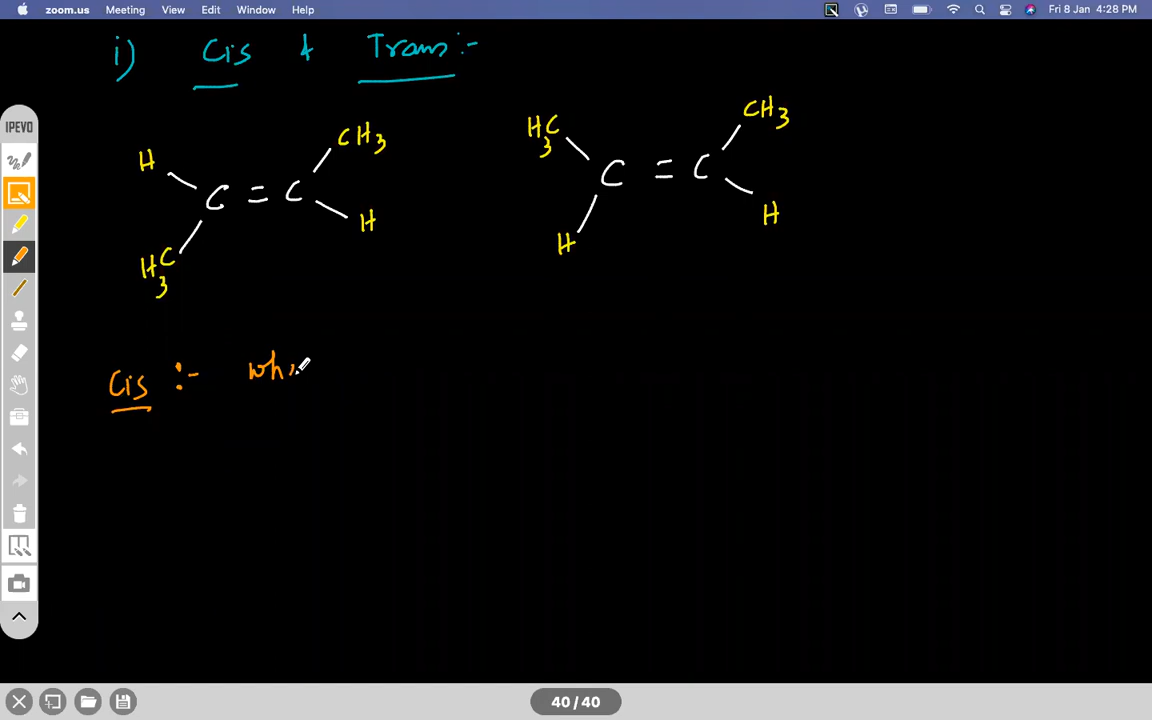 zoom.us Meeting View Edit Window Help Fri 8 Jan 4:28 PM
i) Cis & Trans :-
IPEVO
H CH3 H3C CH3
C = C C = C
H3C H H H
Cis :- whi
40 / 40